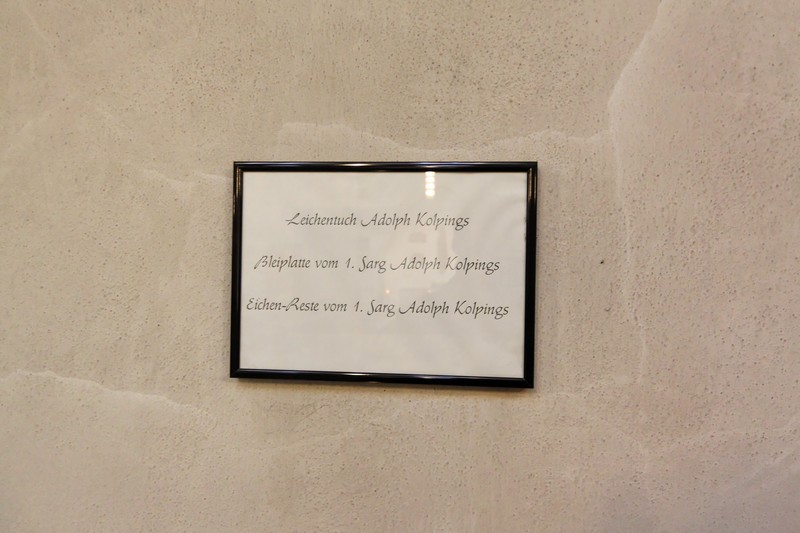 Leichentuch Adolph Kolpings
Bleiplatte vom 1. Sarg Adolph Kolpings
Eichen-Reste vom 1. Sarg Adolph Kolpings